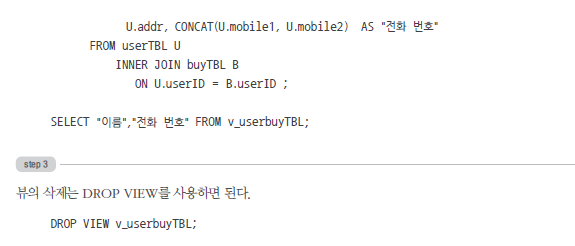 U.addr, CONCAT(U.mobile1, U.mobile2)  AS "전화 번호"
FROM userTBL U
INNER JOIN buyTBL B
ON U.userID = B.userID ;
SELECT "이름","전화 번호" FROM v_userbuyTBL;
step 3
뷰의 삭제는 DROP VIEW를 사용하면 된다.
DROP VIEW v_userbuyTBL;